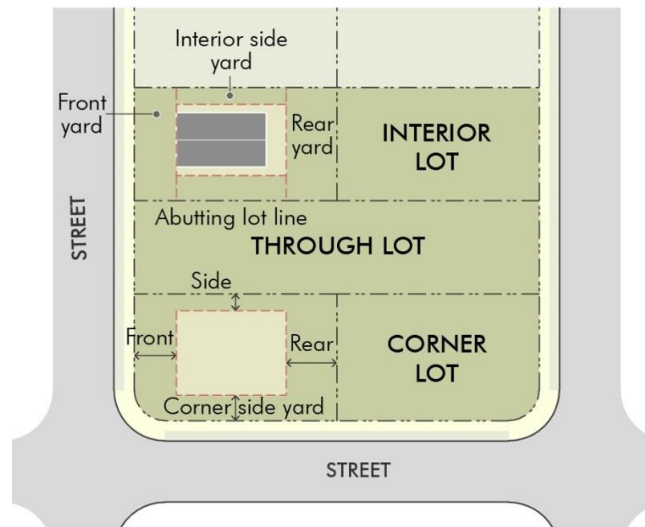 Interior side
yard
Front
yard
Rear
yard
INTERIOR
LOT
STREET
Abutting lot line
THROUGH LOT
Side
Front
Rear
CORNER
LOT
Corner side yard
STREET